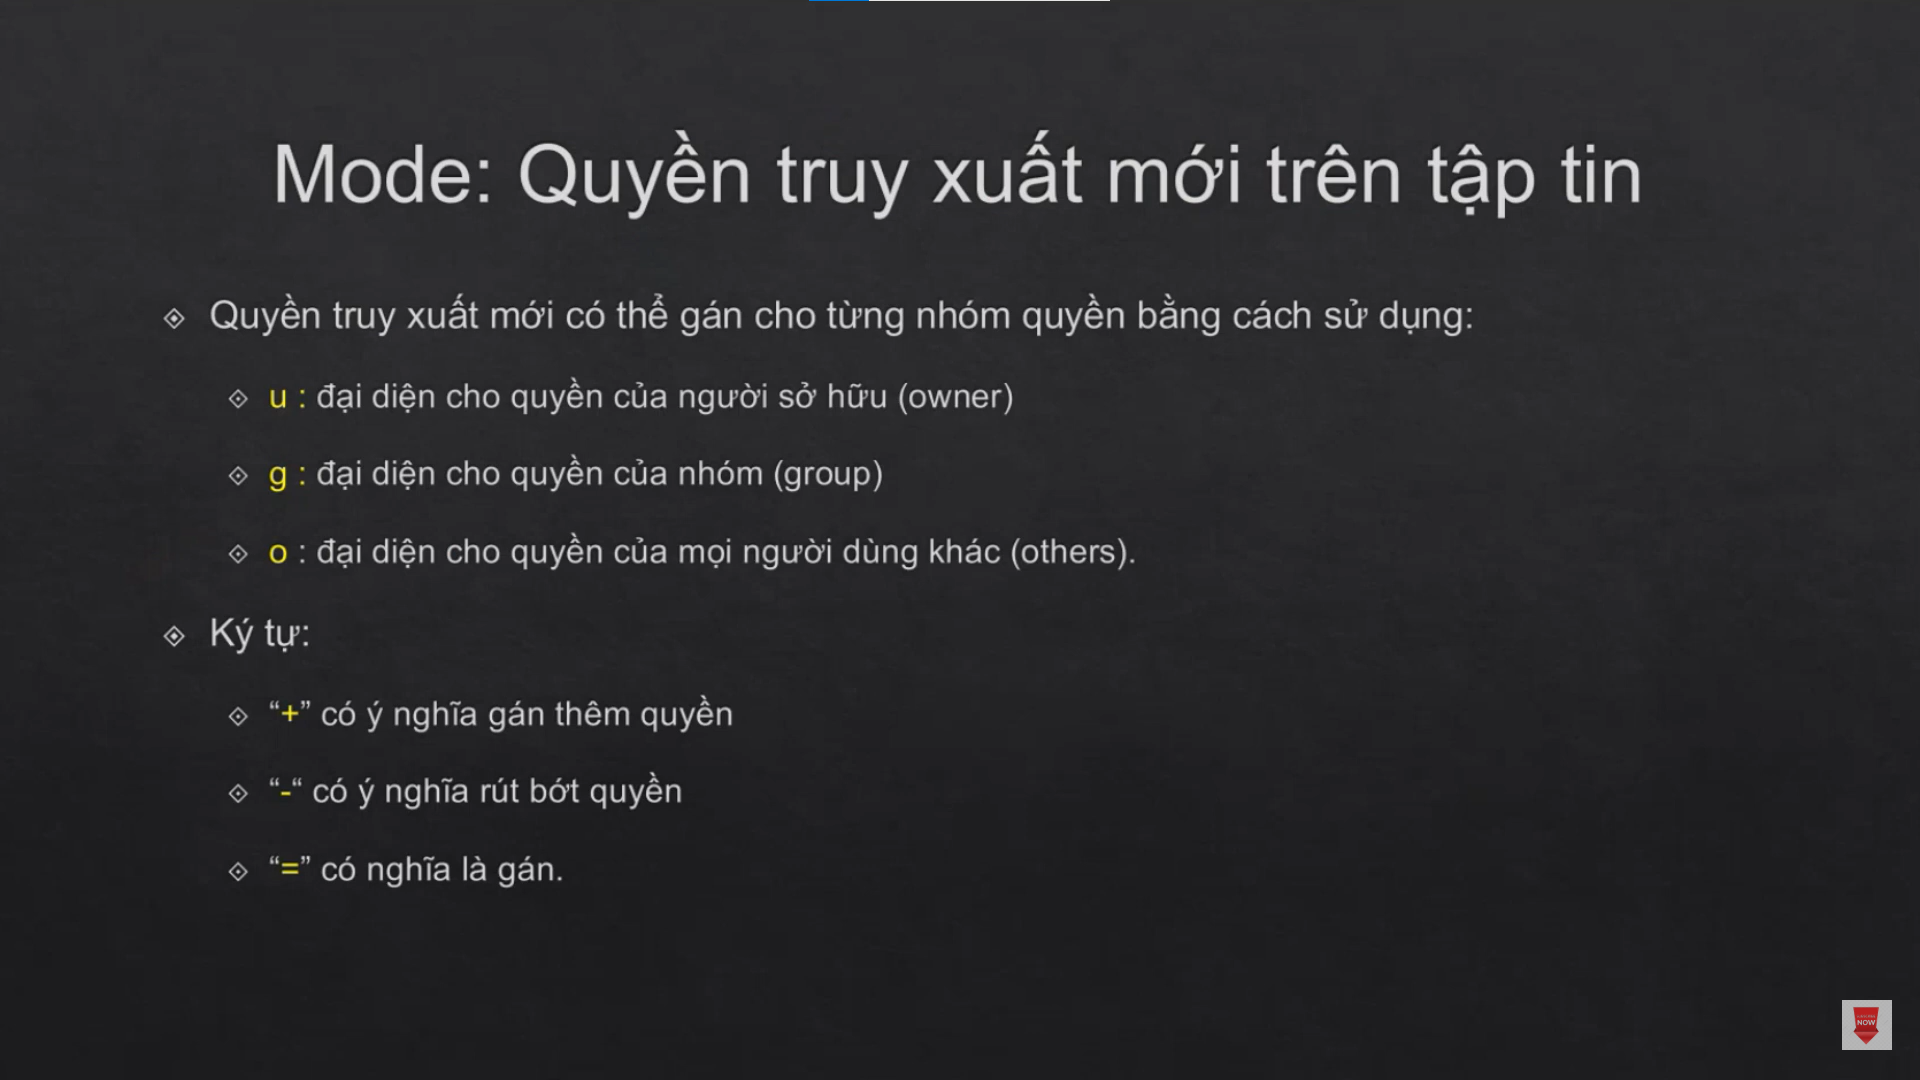 Mode: Quyền truy xuất mới trên tập tin
Quyền truy xuất mới có thể gán cho từng nhóm quyền bằng cách sử dụng:
u : đại diện cho quyền của người sở hữu (owner)
g : đại diện cho quyền của nhóm (group)
o : đại diện cho quyền của mọi người dùng khác (others).
Ký tự:
“+” có ý nghĩa gán thêm quyền
“-“ có ý nghĩa rút bớt quyền
“=” có nghĩa là gán.
NOW